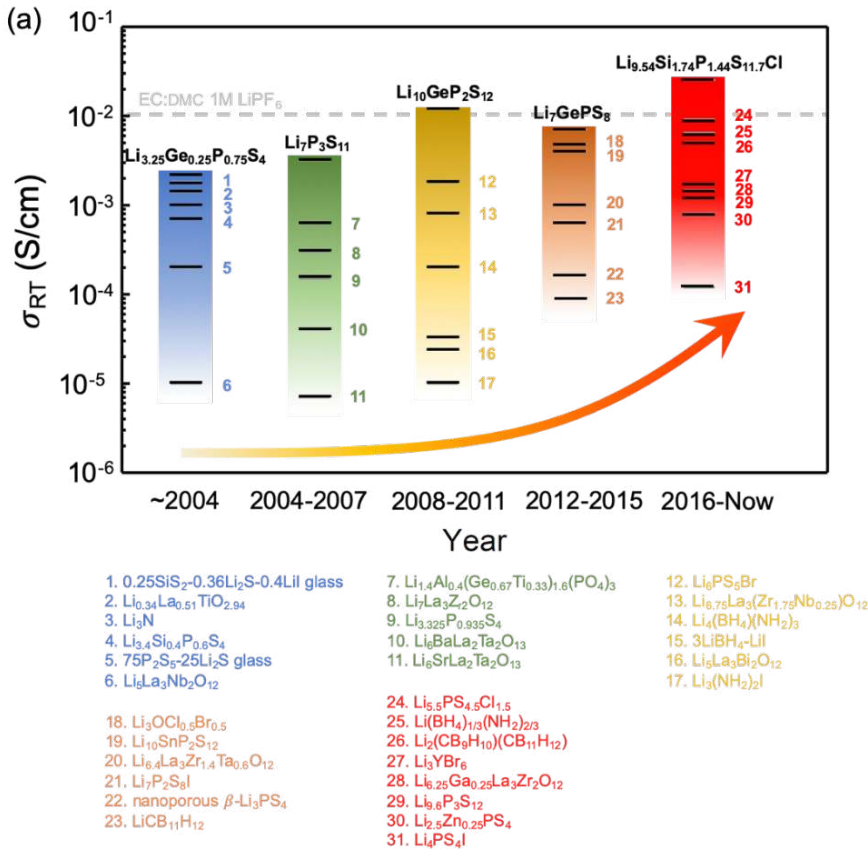 (a)
10⁻¹
10⁻²
10⁻³
10⁻⁴
10⁻⁵
10⁻⁶
σRT (S/cm)
EC:DMC 1M LiPF₆
Li₃.₂₅Ge₀.₂₅P₀.₇₅S₄
1
2
3
4
5
6
Li₇P₃S₁₁
7
8
9
10
11
Li₁₀GeP₂S₁₂
12
13
14
15
16
17
Li₇GePS₈
18
19
20
21
22
23
Li₉.₅₄Si₁.₇₄P₁.₄₄S₁₁.₇Cl
24
25
26
27
28
29
30
31
~2004 2004-2007 2008-2011 2012-2015 2016-Now
Year
1. 0.25SiS₂-0.36Li₂S-0.4LiI glass
2. Li₀.₃₄La₀.₅₁TiO₂.₉₄
3. Li₃N
4. Li₃.₄Si₀.₄P₀.₆S₄
5. 75P₂S₅-25Li₂S glass
6. Li₅La₃Nb₂O₁₂
7. Li₁.₄Al₀.₄(Ge₀.₆₇Ti₀.₃₃)₁.₆(PO₄)₃
8. Li₇La₃Zr₂O₁₂
9. Li₃.₃₂₅P₀.₉₃₅S₄
10. Li₆BaLa₂Ta₂O₁₃
11. Li₆SrLa₂Ta₂O₁₃
12. Li₆PS₅Br
13. Li₆.₇₅La₃(Zr₁.₇₅Nb₀.₂₅)O₁₂
14. Li₄(BH₄)(NH₂)₃
15. 3LiBH₄-LiI
16. Li₅La₃Bi₂O₁₂
17. Li₃(NH₂)₂I
18. Li₃OCl₀.₅Br₀.₅
19. Li₁₀SnP₂S₁₂
20. Li₆.₄La₃Zr₁.₄Ta₀.₆O₁₂
21. Li₇P₂S₈I
22. nanoporous β-Li₃PS₄
23. LiCB₁₁H₁₂
24. Li₅.₅PS₄.₅Cl₁.₅
25. Li(BH₄)₁/₃(NH₂)₂/₃
26. Li₂(CB₉H₁₀)(CB₁₁H₁₂)
27. Li₃YBr₆
28. Li₆.₂₅Ga₀.₂₅La₃Zr₂O₁₂
29. Li₉.₆P₃S₁₂
30. Li₂.₅Zn₀.₂₅PS₄
31. Li₄PS₄I